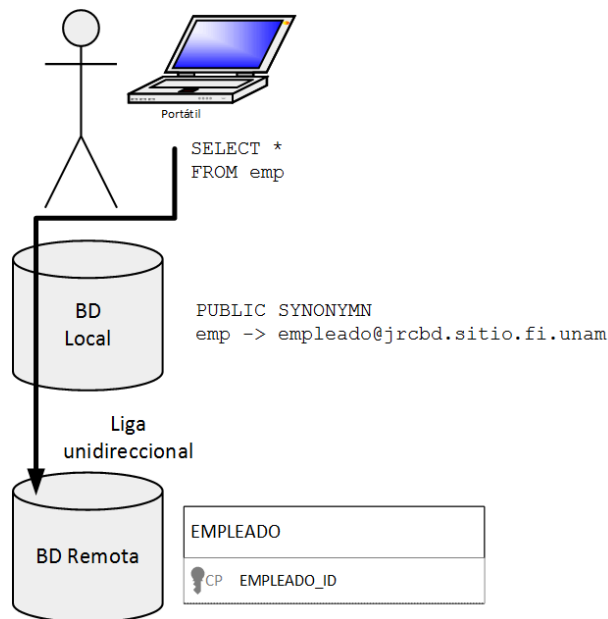 Portátil
SELECT *
FROM emp
BD
Local
PUBLIC SYNONYMN
emp -> empleado@jrcbd.sitio.fi.unam
Liga
unidireccional
BD Remota
EMPLEADO
CP EMPLEADO_ID